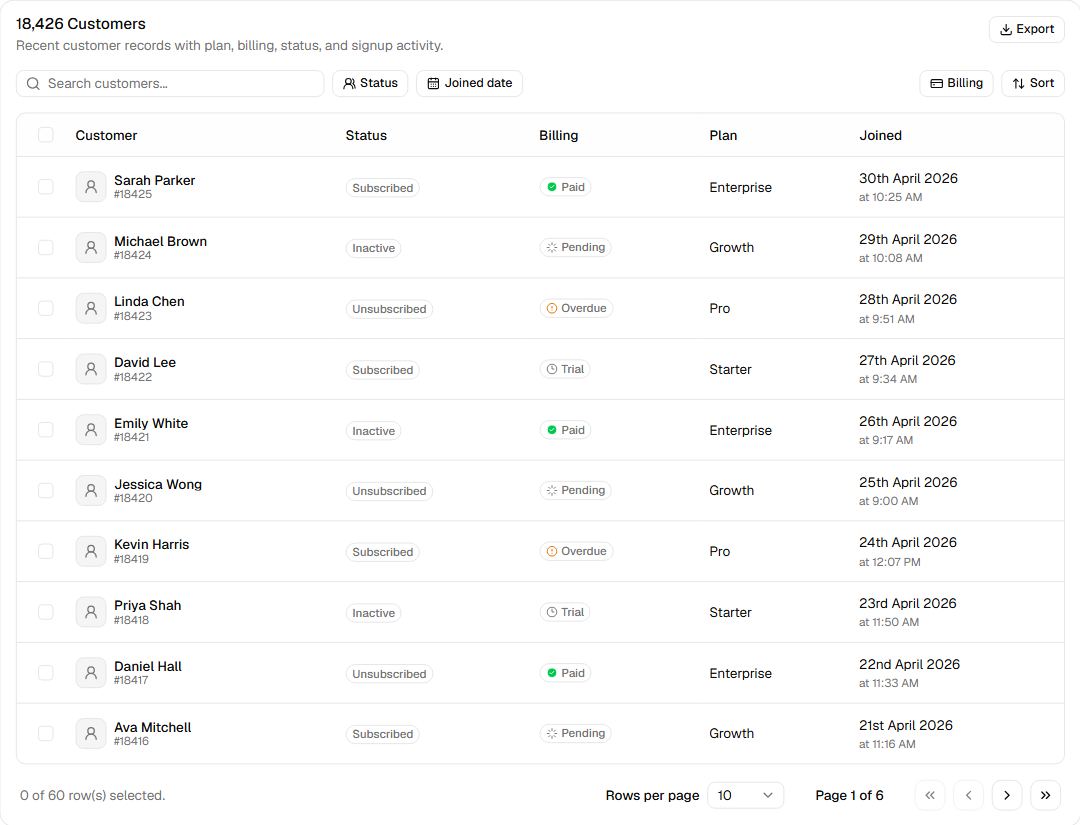 18,426 Customers
Recent customer records with plan, billing, status, and signup activity.
Export
Search customers...
Status
Joined date
Billing
Sort
Customer Status Billing Plan Joined
Sarah Parker
#18425
Subscribed
Paid
Enterprise
30th April 2026
at 10:25 AM
Michael Brown
#18424
Inactive
Pending
Growth
29th April 2026
at 10:08 AM
Linda Chen
#18423
Unsubscribed
Overdue
Pro
28th April 2026
at 9:51 AM
David Lee
#18422
Subscribed
Trial
Starter
27th April 2026
at 9:34 AM
Emily White
#18421
Inactive
Paid
Enterprise
26th April 2026
at 9:17 AM
Jessica Wong
#18420
Unsubscribed
Pending
Growth
25th April 2026
at 9:00 AM
Kevin Harris
#18419
Subscribed
Overdue
Pro
24th April 2026
at 12:07 PM
Priya Shah
#18418
Inactive
Trial
Starter
23rd April 2026
at 11:50 AM
Daniel Hall
#18417
Unsubscribed
Paid
Enterprise
22nd April 2026
at 11:33 AM
Ava Mitchell
#18416
Subscribed
Pending
Growth
21st April 2026
at 11:16 AM
0 of 60 row(s) selected.
Rows per page
10
Page 1 of 6